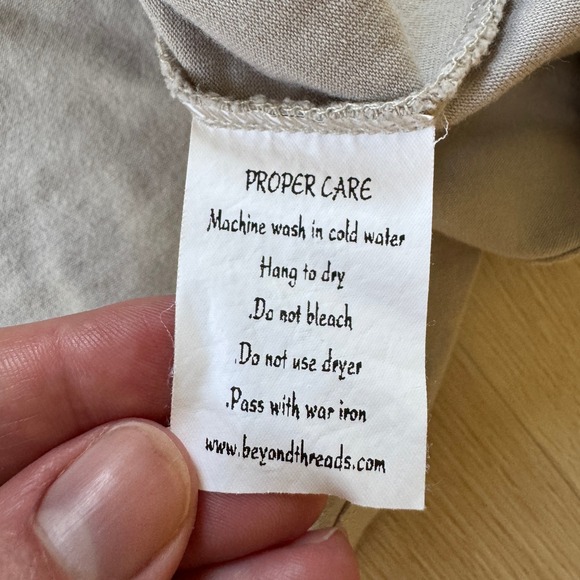 PROPER CARE
Machine wash in cold water
Hang to dry
.Do not bleach
.Do not use dryer
.Pass with war iron
www.beyondthreads.com